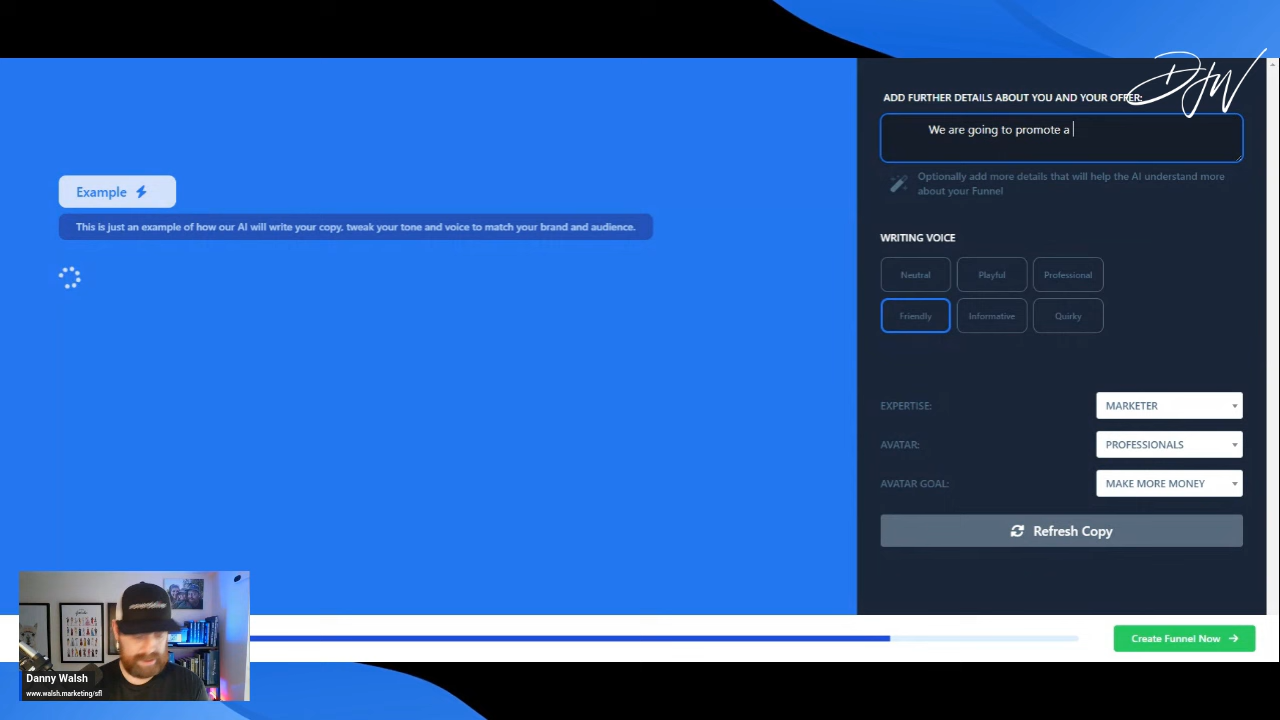 DJW
ADD FURTHER DETAILS ABOUT YOU AND YOUR OFFER:
We are going to promote a
Optionally add more details that will help the AI understand more
about your Funnel
Example
This is just an example of how our AI will write your copy, tweak your tone and voice to match your brand and audience.
WRITING VOICE
Neutral
Playful
Professional
Friendly
Informative
Quirky
EXPERTISE:
MARKETER
AVATAR:
PROFESSIONALS
AVATAR GOAL:
MAKE MORE MONEY
Refresh Copy
Create Funnel Now
Danny Walsh
www.walsh.marketing/sfl